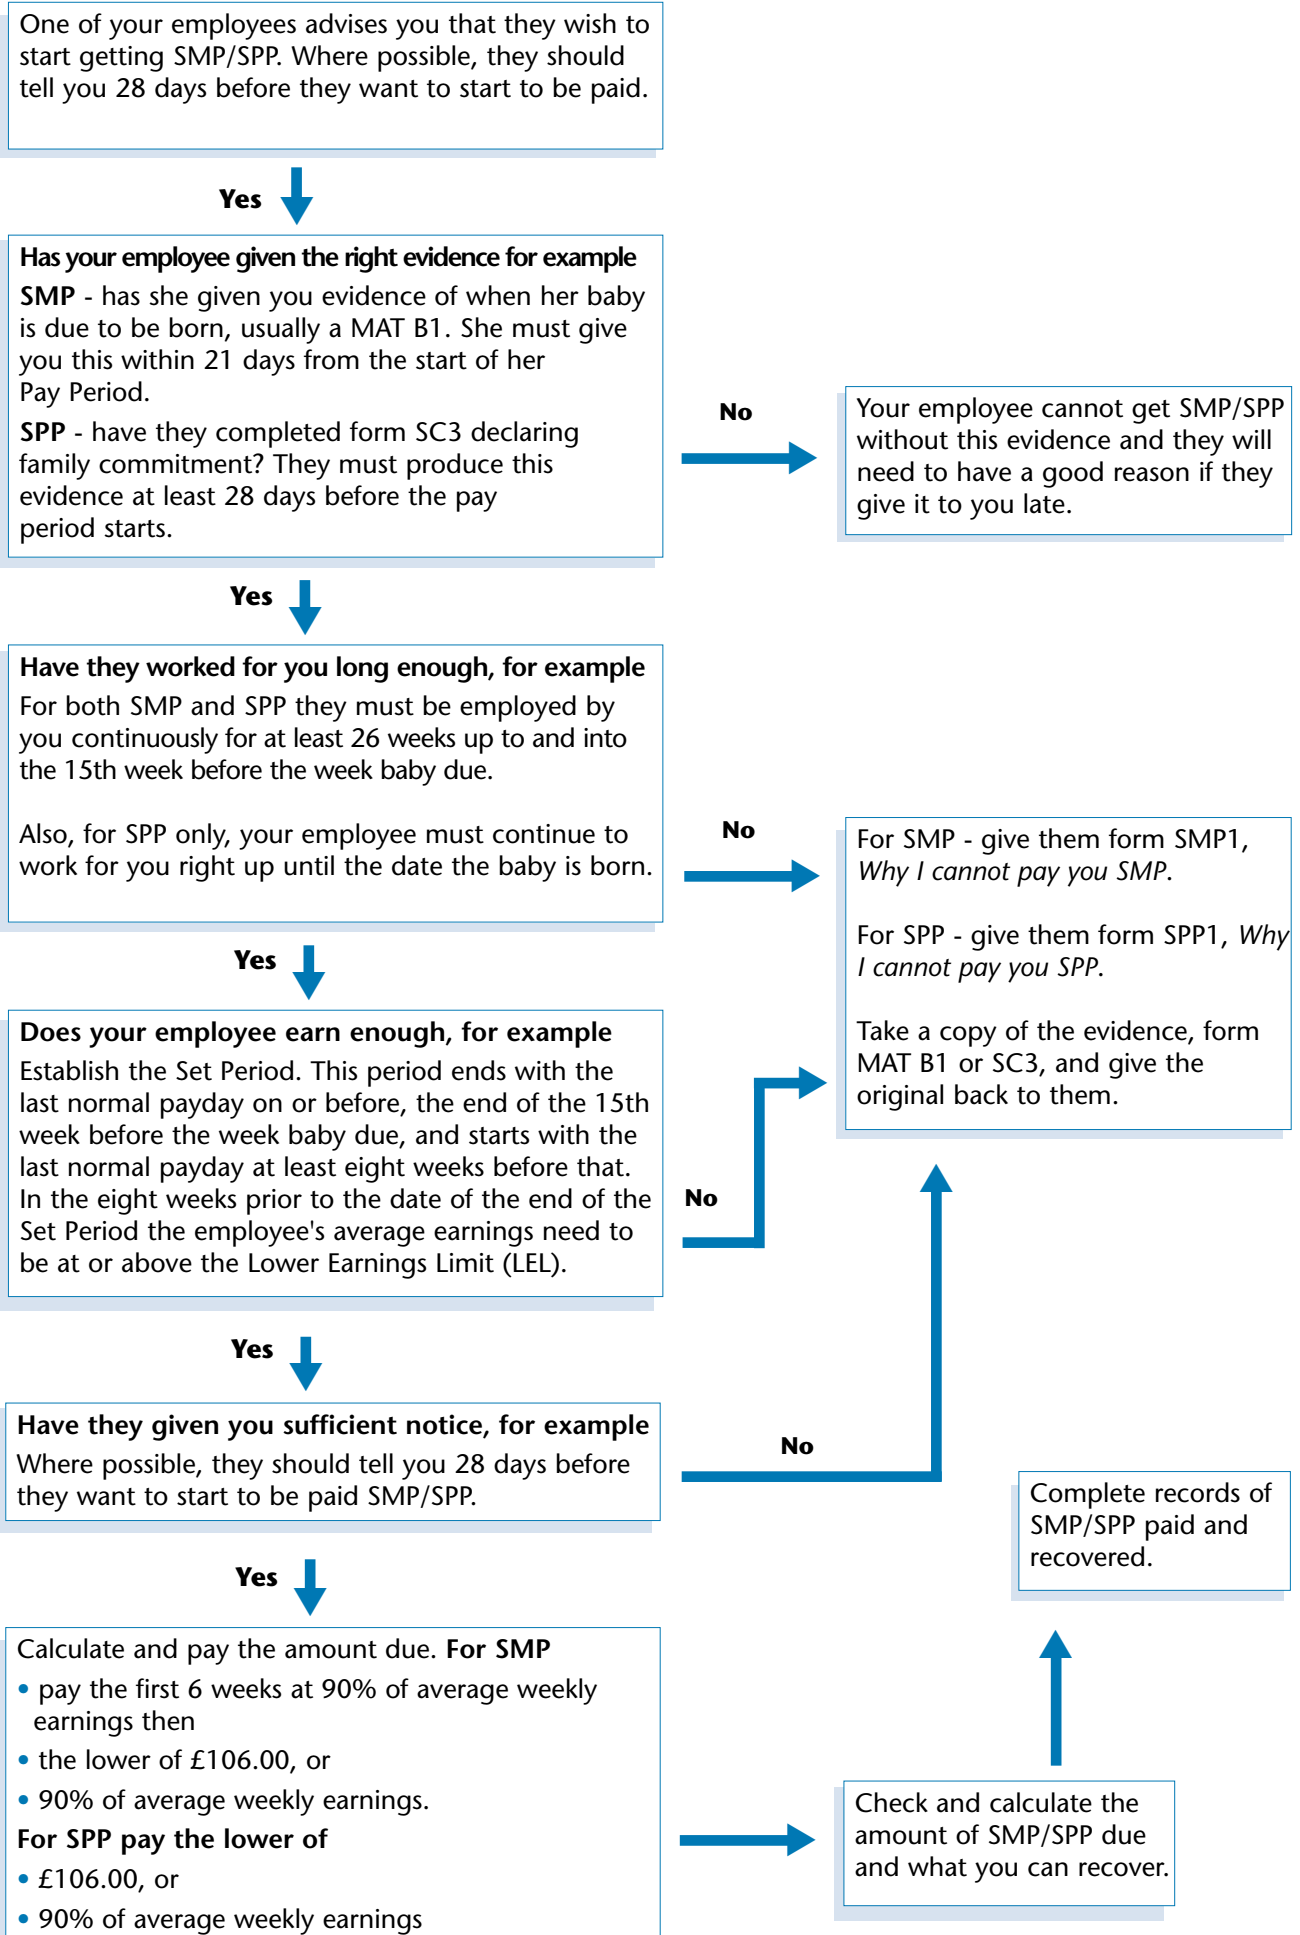 One of your employees advises you that they wish to
start getting SMP/SPP. Where possible, they should
tell you 28 days before they want to start to be paid.
Yes
Has your employee given the right evidence for example
SMP - has she given you evidence of when her baby
is due to be born, usually a MAT B1. She must give
you this within 21 days from the start of her
Pay Period.
SPP - have they completed form SC3 declaring
family commitment? They must produce this
evidence at least 28 days before the pay
period starts.
No
Your employee cannot get SMP/SPP
without this evidence and they will
need to have a good reason if they
give it to you late.
Yes
Have they worked for you long enough, for example
For both SMP and SPP they must be employed by
you continuously for at least 26 weeks up to and into
the 15th week before the week baby due.
Also, for SPP only, your employee must continue to
work for you right up until the date the baby is born.
No
For SMP - give them form SMP1,
Why I cannot pay you SMP.
For SPP - give them form SPP1, Why
I cannot pay you SPP.
Take a copy of the evidence, form
MAT B1 or SC3, and give the
original back to them.
Yes
Does your employee earn enough, for example
Establish the Set Period. This period ends with the
last normal payday on or before, the end of the 15th
week before the week baby due, and starts with the
last normal payday at least eight weeks before that.
In the eight weeks prior to the date of the end of the
Set Period the employee's average earnings need to
be at or above the Lower Earnings Limit (LEL).
No
Yes
Have they given you sufficient notice, for example
Where possible, they should tell you 28 days before
they want to start to be paid SMP/SPP.
No
Yes
Calculate and pay the amount due. For SMP
• pay the first 6 weeks at 90% of average weekly
earnings then
• the lower of £106.00, or
• 90% of average weekly earnings.
For SPP pay the lower of
• £106.00, or
• 90% of average weekly earnings
Check and calculate the
amount of SMP/SPP due
and what you can recover.
Complete records of
SMP/SPP paid and
recovered.